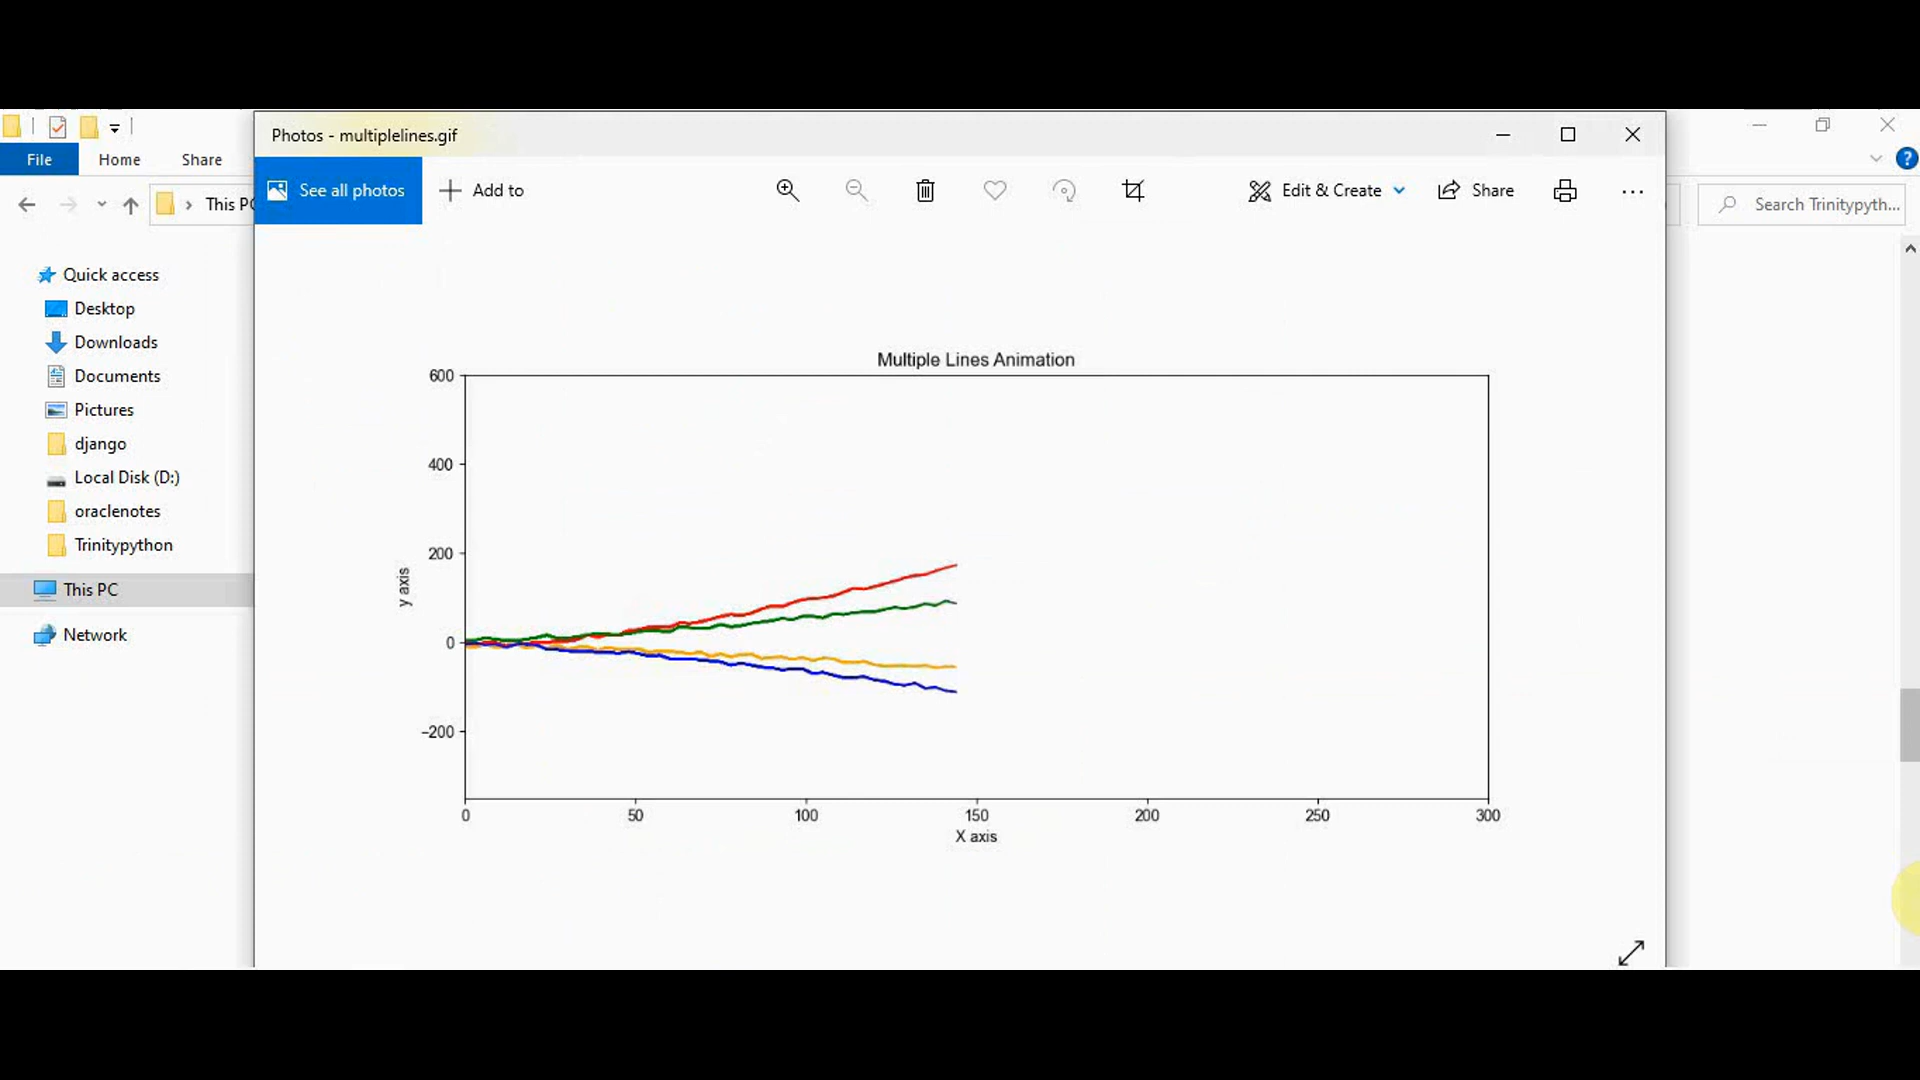 Photos - multiplelines.gif
File
Home
Share
See all photos
Add to
Edit & Create
Share
This PC
Search Trinitypyth...
Quick access
Desktop
Downloads
Documents
Pictures
django
Local Disk (D:)
oraclenotes
Trinitypython
This PC
Network
Multiple Lines Animation
600
400
200
0
−200
y axis
0 50 100 150 200 250 300
X axis